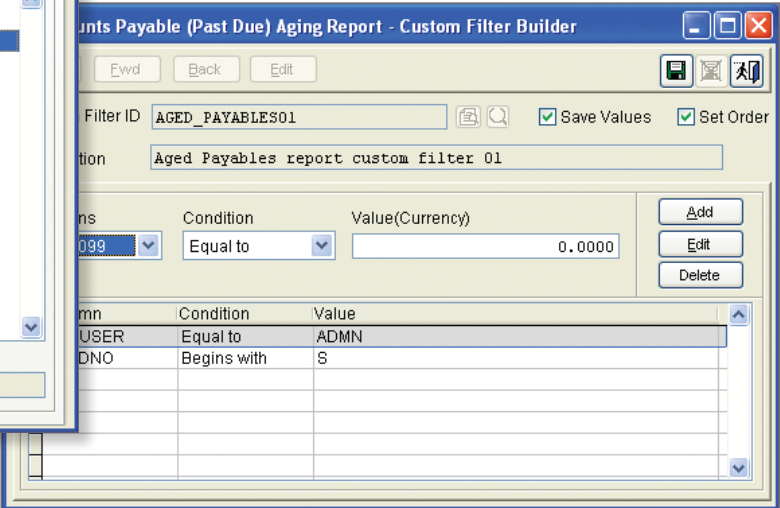 unts Payable (Past Due) Aging Report - Custom Filter Builder
Fwd Back Edit
Filter ID AGED_PAYABLES01 Save Values Set Order
tion Aged Payables report custom filter 01
ns Condition Value(Currency) Add
099 Equal to 0.0000 Edit
Delete
mn Condition Value
USER Equal to ADMN
DNO Begins with S